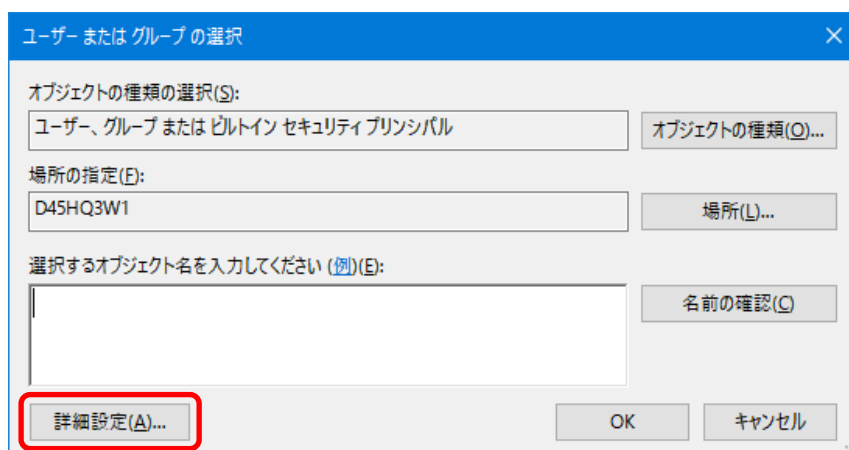 ユーザー または グループ の選択
オブジェクトの種類の選択(S):
ユーザー、グループ または ビルトイン セキュリティ プリンシパル
オブジェクトの種類(O)...
場所の指定(F):
D45HQ3W1
場所(L)...
選択するオブジェクト名を入力してください (例)(E):
名前の確認(C)
詳細設定(A)...
OK
キャンセル